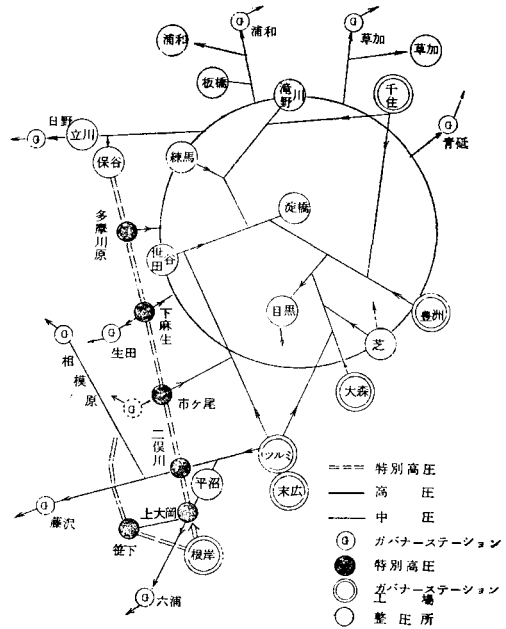 浦和
G
浦和
G
草加
草加
板橋
滝野川
千住
G
青砥
日野
G
立川
保谷
練馬
淀橋
多摩川原
世田谷
豊洲
目黒
芝
下麻生
G
生田
G
相模原
大森
G
市ケ尾
二俣川
ツルミ
末広
平沼
G
藤沢
上大岡
笹下
根岸
G
六浦
特別高圧
高圧
中圧
G ガバナーステーション
特別高圧
ガバナーステーション
工場
整圧所